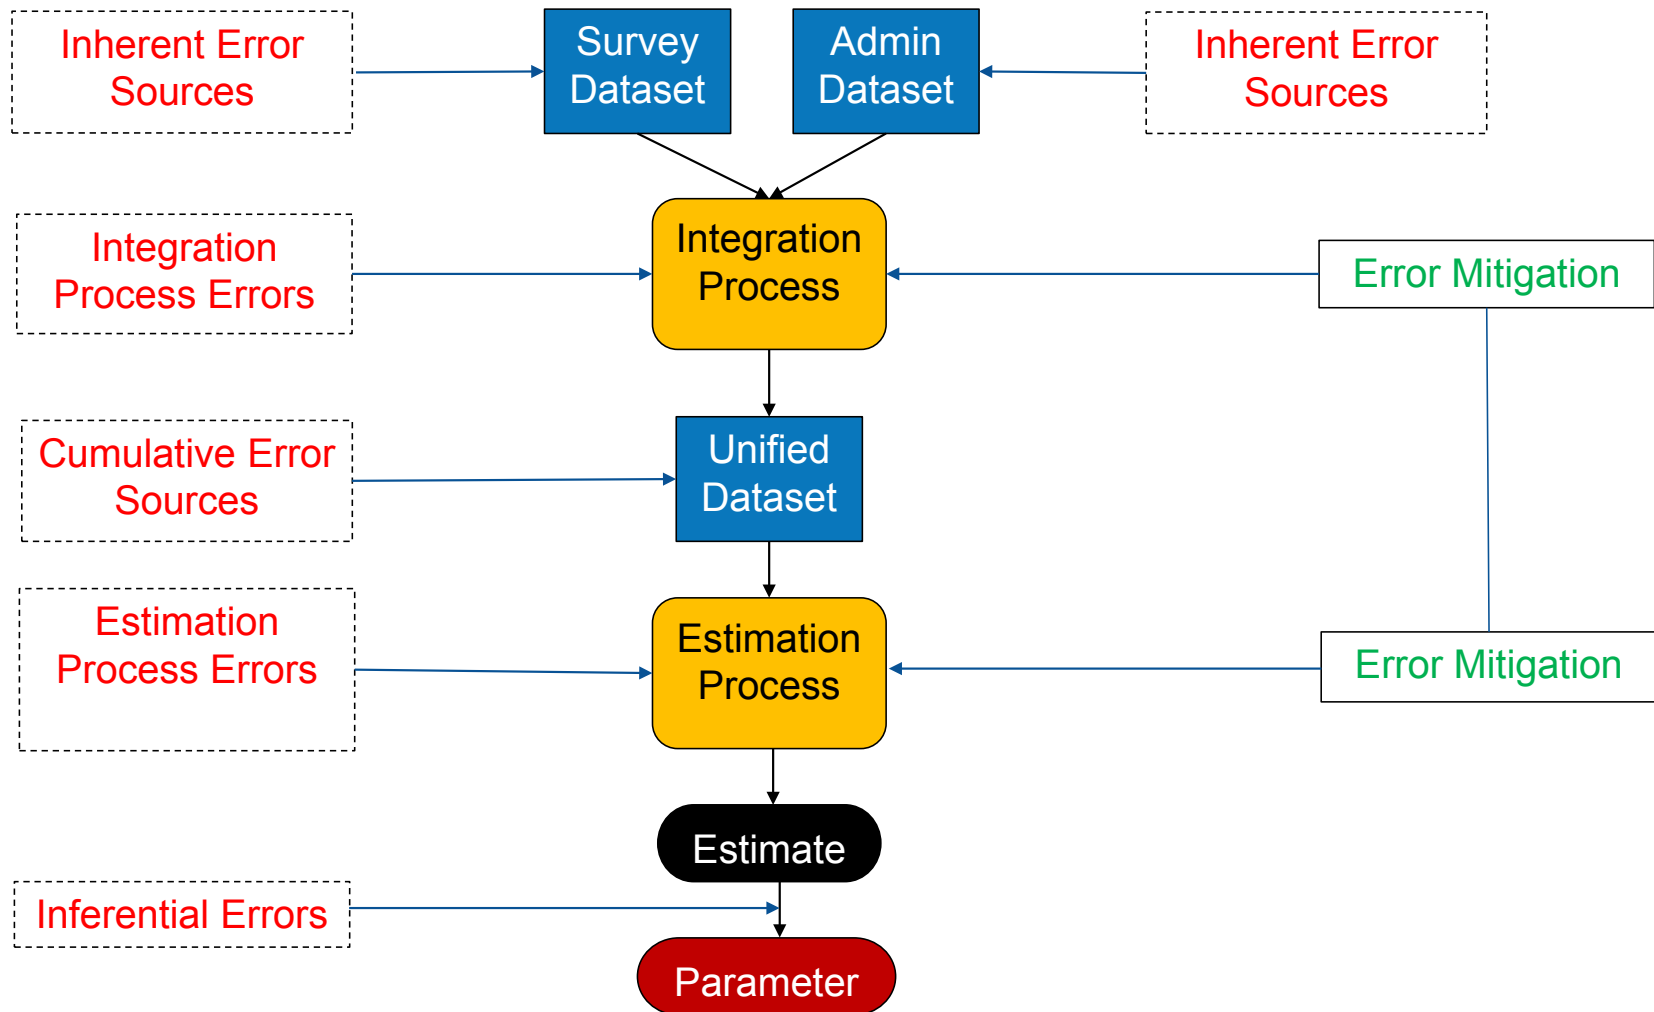 Inherent Error
Sources
Survey
Dataset
Admin
Dataset
Inherent Error
Sources
Integration
Process Errors
Integration
Process
Error Mitigation
Cumulative Error
Sources
Unified
Dataset
Estimation
Process Errors
Estimation
Process
Error Mitigation
Estimate
Inferential Errors
Parameter